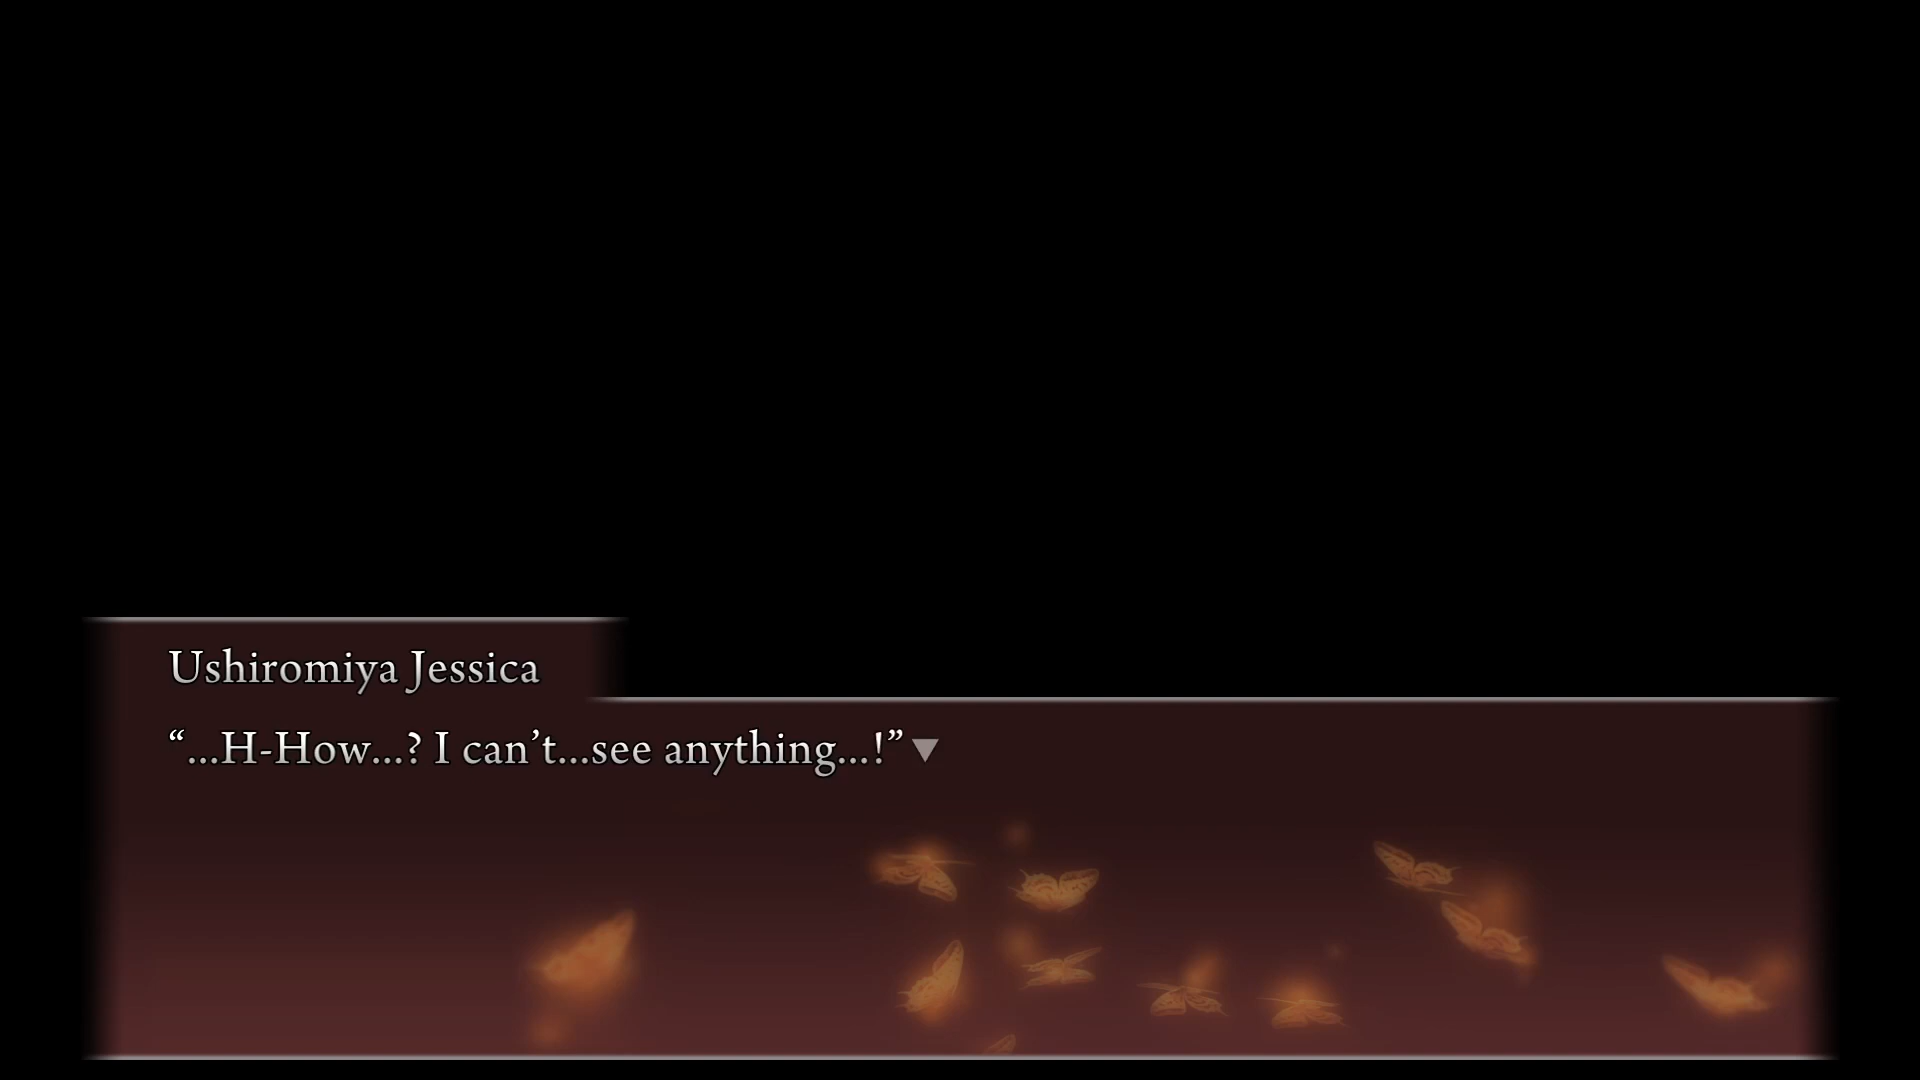 Ushiromiya Jessica
“…H-How…? I can’t…see anything…!”